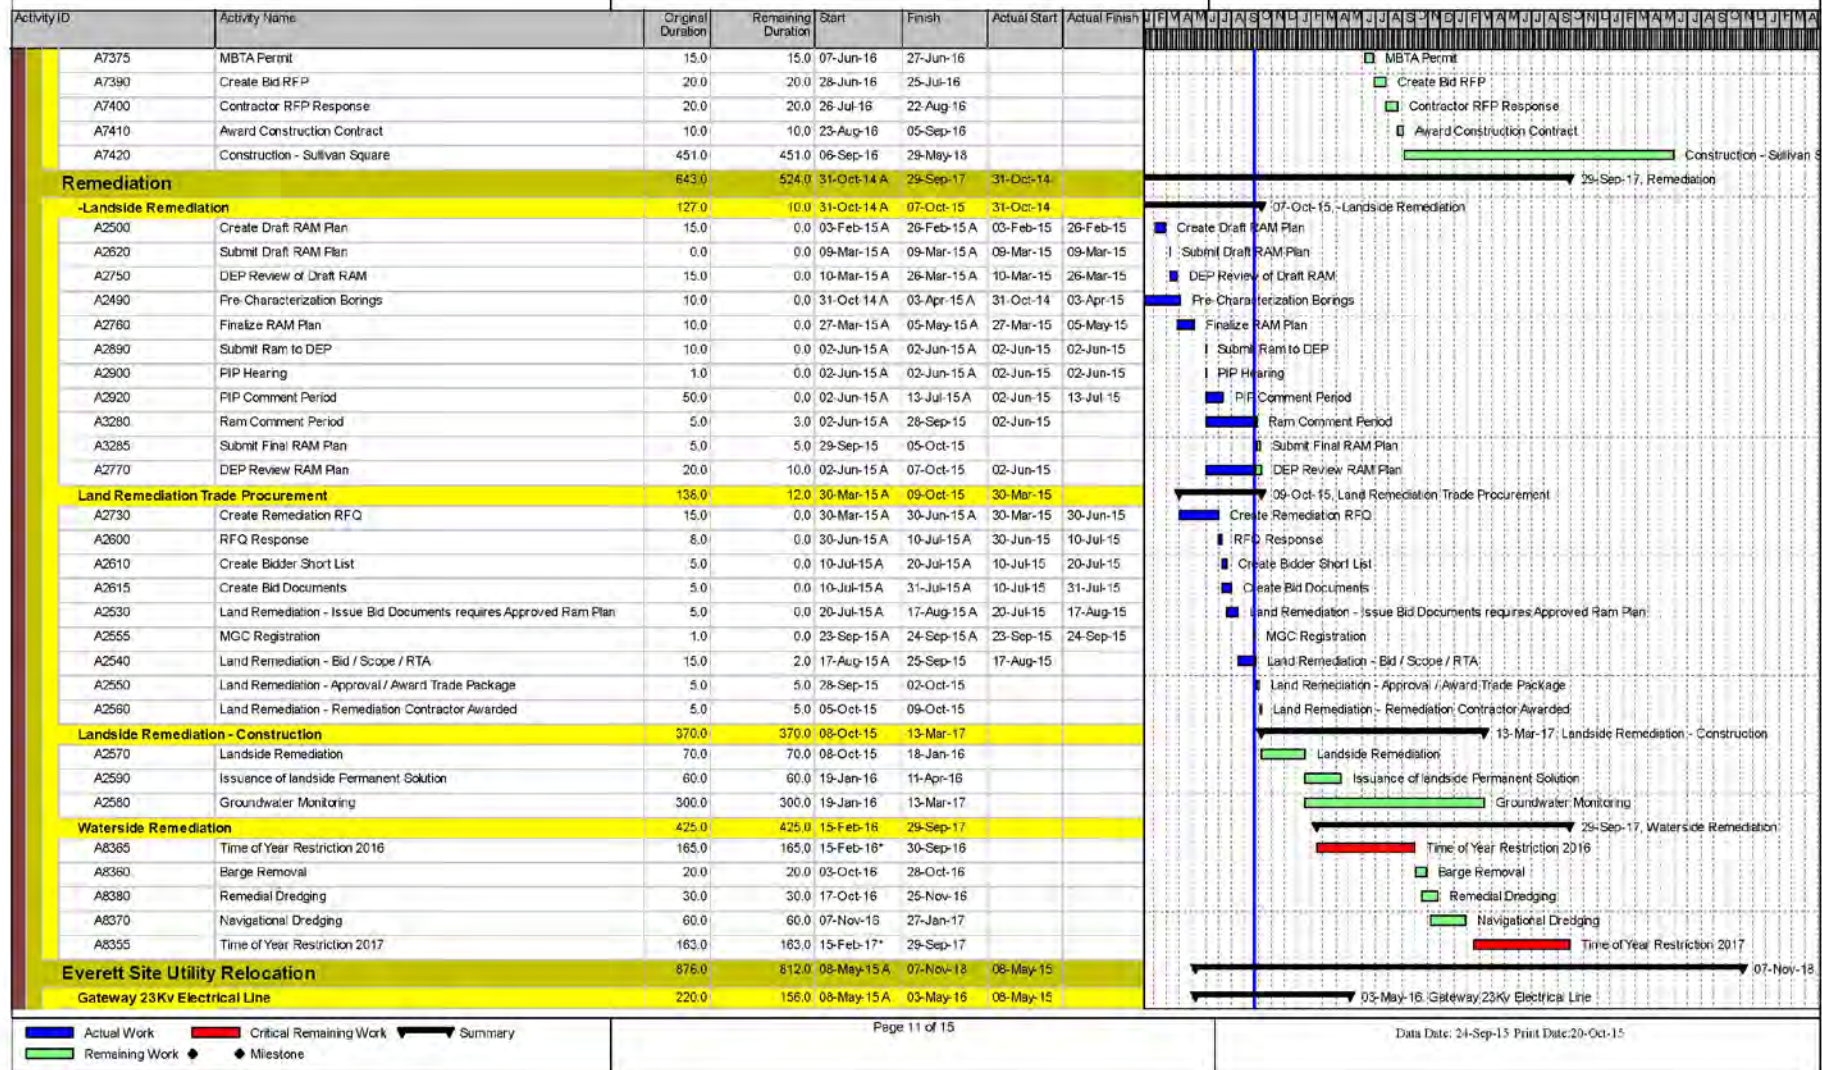 Activity ID Activity Name Original Duration Remaining Duration Start Finish Actual Start Actual Finish
A7375 MBTA Permit 15.0 15.0 07-Jun-16 27-Jun-16 MBTA Permit
A7390 Create Bid RFP 20.0 20.0 28-Jun-16 25-Jul-16 Create Bid RFP
A7400 Contractor RFP Response 20.0 20.0 26-Jul-16 22-Aug-16 Contractor RFP Response
A7410 Award Construction Contract 10.0 10.0 23-Aug-16 05-Sep-16 Award Construction Contract
A7420 Construction - Sullivan Square 451.0 451.0 06-Sep-16 29-May-18 Construction - Sullivan S
Remediation 643.0 524.0 31-Oct-14 A 29-Sep-17 31-Oct-14 29-Sep-17, Remediation
-Landside Remediation 127.0 10.0 31-Oct-14 A 07-Oct-15 31-Oct-14 07-Oct-15, -Landside Remediation
A2500 Create Draft RAM Plan 15.0 0.0 03-Feb-15 A 26-Feb-15 A 03-Feb-15 26-Feb-15 Create Draft RAM Plan
A2620 Submit Draft RAM Plan 0.0 0.0 09-Mar-15 A 09-Mar-15 A 09-Mar-15 09-Mar-15 Submit Draft RAM Plan
A2750 DEP Review of Draft RAM 15.0 0.0 10-Mar-15 A 26-Mar-15 A 10-Mar-15 26-Mar-15 DEP Review of Draft RAM
A2490 Pre-Characterization Borings 10.0 0.0 31-Oct-14 A 03-Apr-15 A 31-Oct-14 03-Apr-15 Pre-Characterization Borings
A2760 Finalize RAM Plan 10.0 0.0 27-Mar-15 A 05-May-15 A 27-Mar-15 05-May-15 Finalize RAM Plan
A2890 Submit Ram to DEP 10.0 0.0 02-Jun-15 A 02-Jun-15 A 02-Jun-15 02-Jun-15 Submit Ram to DEP
A2900 PIP Hearing 1.0 0.0 02-Jun-15 A 02-Jun-15 A 02-Jun-15 02-Jun-15 PIP Hearing
A2920 PIP Comment Period 50.0 0.0 02-Jun-15 A 13-Jul-15 A 02-Jun-15 13-Jul-15 PIP Comment Period
A3280 Ram Comment Period 5.0 3.0 02-Jun-15 A 28-Sep-15 02-Jun-15 Ram Comment Period
A3285 Submit Final RAM Plan 5.0 5.0 29-Sep-15 05-Oct-15 Submit Final RAM Plan
A2770 DEP Review RAM Plan 20.0 10.0 02-Jun-15 A 07-Oct-15 02-Jun-15 DEP Review RAM Plan
Land Remediation Trade Procurement 138.0 12.0 30-Mar-15 A 09-Oct-15 30-Mar-15 09-Oct-15, Land Remediation Trade Procurement
A2730 Create Remediation RFQ 15.0 0.0 30-Mar-15 A 30-Jun-15 A 30-Mar-15 30-Jun-15 Create Remediation RFQ
A2600 RFQ Response 8.0 0.0 30-Jun-15 A 10-Jul-15 A 30-Jun-15 10-Jul-15 RFQ Response
A2610 Create Bidder Short List 5.0 0.0 10-Jul-15 A 20-Jul-15 A 10-Jul-15 20-Jul-15 Create Bidder Short List
A2615 Create Bid Documents 5.0 0.0 10-Jul-15 A 31-Jul-15 A 10-Jul-15 31-Jul-15 Create Bid Documents
A2530 Land Remediation - Issue Bid Documents requires Approved Ram Plan 5.0 0.0 20-Jul-15 A 17-Aug-15 A 20-Jul-15 17-Aug-15 Land Remediation - Issue Bid Documents requires Approved Ram Plan
A2555 MGC Registration 1.0 0.0 23-Sep-15 A 24-Sep-15 A 23-Sep-15 24-Sep-15 MGC Registration
A2540 Land Remediation - Bid / Scope / RTA 15.0 2.0 17-Aug-15 A 25-Sep-15 17-Aug-15 Land Remediation - Bid / Scope / RTA
A2550 Land Remediation - Approval / Award Trade Package 5.0 5.0 28-Sep-15 02-Oct-15 Land Remediation - Approval / Award Trade Package
A2560 Land Remediation - Remediation Contractor Awarded 5.0 5.0 05-Oct-15 09-Oct-15 Land Remediation - Remediation Contractor Awarded
Landside Remediation - Construction 370.0 370.0 08-Oct-15 13-Mar-17 13-Mar-17, Landside Remediation - Construction
A2570 Landside Remediation 70.0 70.0 08-Oct-15 18-Jan-16 Landside Remediation
A2590 Issuance of landside Permanent Solution 60.0 60.0 19-Jan-16 11-Apr-16 Issuance of landside Permanent Solution
A2580 Groundwater Monitoring 300.0 300.0 19-Jan-16 13-Mar-17 Groundwater Monitoring
Waterside Remediation 425.0 425.0 15-Feb-16 29-Sep-17 29-Sep-17, Waterside Remediation
A8365 Time of Year Restriction 2016 165.0 165.0 15-Feb-16* 30-Sep-16 Time of Year Restriction 2016
A8360 Barge Removal 20.0 20.0 03-Oct-16 28-Oct-16 Barge Removal
A8380 Remedial Dredging 30.0 30.0 17-Oct-16 25-Nov-16 Remedial Dredging
A8370 Navigational Dredging 60.0 60.0 07-Nov-16 27-Jan-17 Navigational Dredging
A8355 Time of Year Restriction 2017 163.0 163.0 15-Feb-17* 29-Sep-17 Time of Year Restriction 2017
Everett Site Utility Relocation 876.0 812.0 08-May-15 A 07-Nov-18 08-May-15 07-Nov-18
Gateway 23Kv Electrical Line 220.0 156.0 08-May-15 A 03-May-16 08-May-15 03-May-16, Gateway 23Kv Electrical Line
Actual Work Critical Remaining Work Summary
Remaining Work Milestone
Page 11 of 15
Data Date: 24-Sep-15 Print Date:20-Oct-15